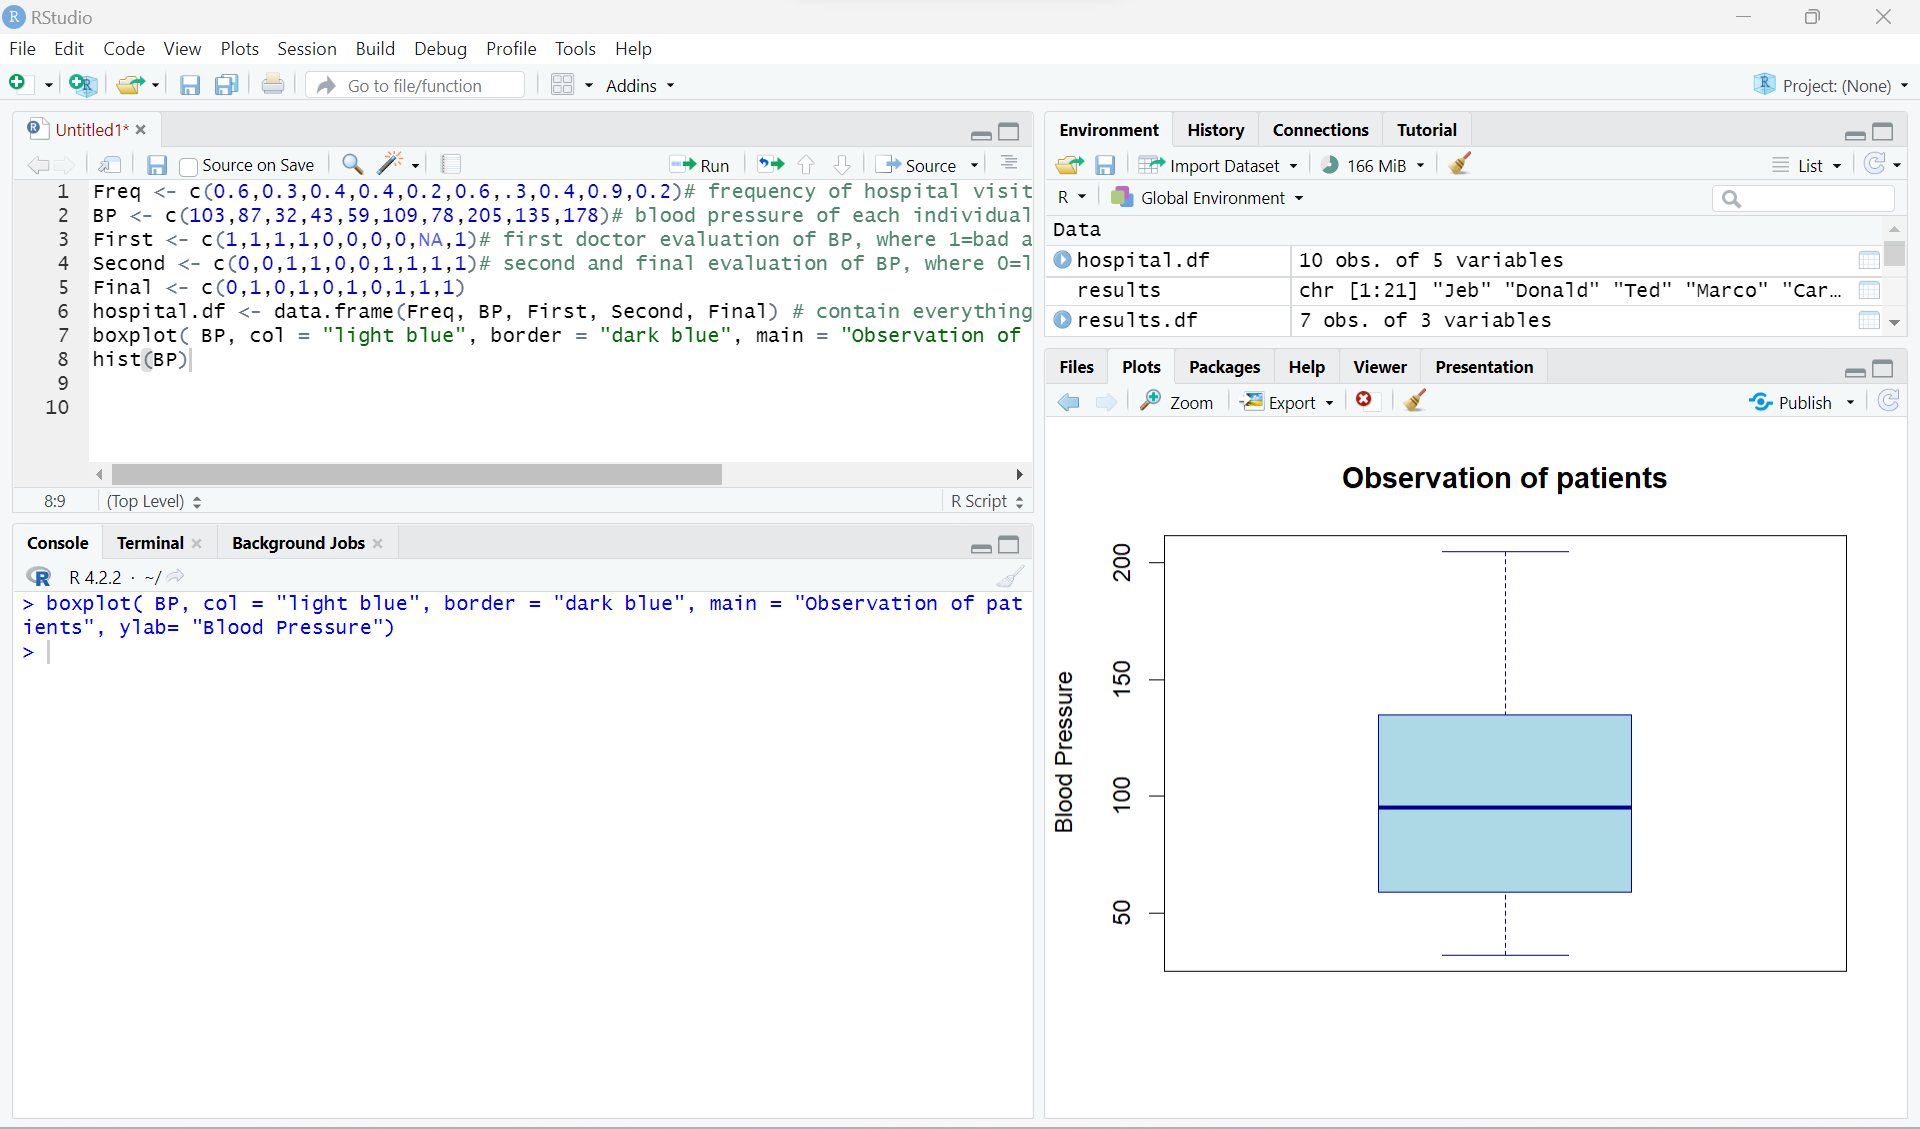 RStudio
File Edit Code View Plots Session Build Debug Profile Tools Help
Go to file/function Addins Project: (None)
Untitled1*
Source on Save Run Source
1 Freq <- c(0.6,0.3,0.4,0.4,0.2,0.6,.3,0.4,0.9,0.2)# frequency of hospital visit
2 BP <- c(103,87,32,43,59,109,78,205,135,178)# blood pressure of each individual
3 First <- c(1,1,1,1,0,0,0,0,NA,1)# first doctor evaluation of BP, where 1=bad a
4 Second <- c(0,0,1,1,0,0,1,1,1,1)# second and final evaluation of BP, where 0=l
5 Final <- c(0,1,0,1,0,1,0,1,1,1)
6 hospital.df <- data.frame(Freq, BP, First, Second, Final) # contain everything
7 boxplot( BP, col = "light blue", border = "dark blue", main = "Observation of
8 hist(BP)
9
10
8:9 (Top Level) R Script
Console Terminal Background Jobs
R 4.2.2 · ~/
> boxplot( BP, col = "light blue", border = "dark blue", main = "Observation of pat
ients", ylab= "Blood Pressure")
>
Environment History Connections Tutorial
Import Dataset 166 MiB List
R Global Environment
Data
hospital.df 10 obs. of 5 variables
results chr [1:21] "Jeb" "Donald" "Ted" "Marco" "Car...
results.df 7 obs. of 3 variables
Files Plots Packages Help Viewer Presentation
Zoom Export Publish
Observation of patients
Blood Pressure
200
150
100
50